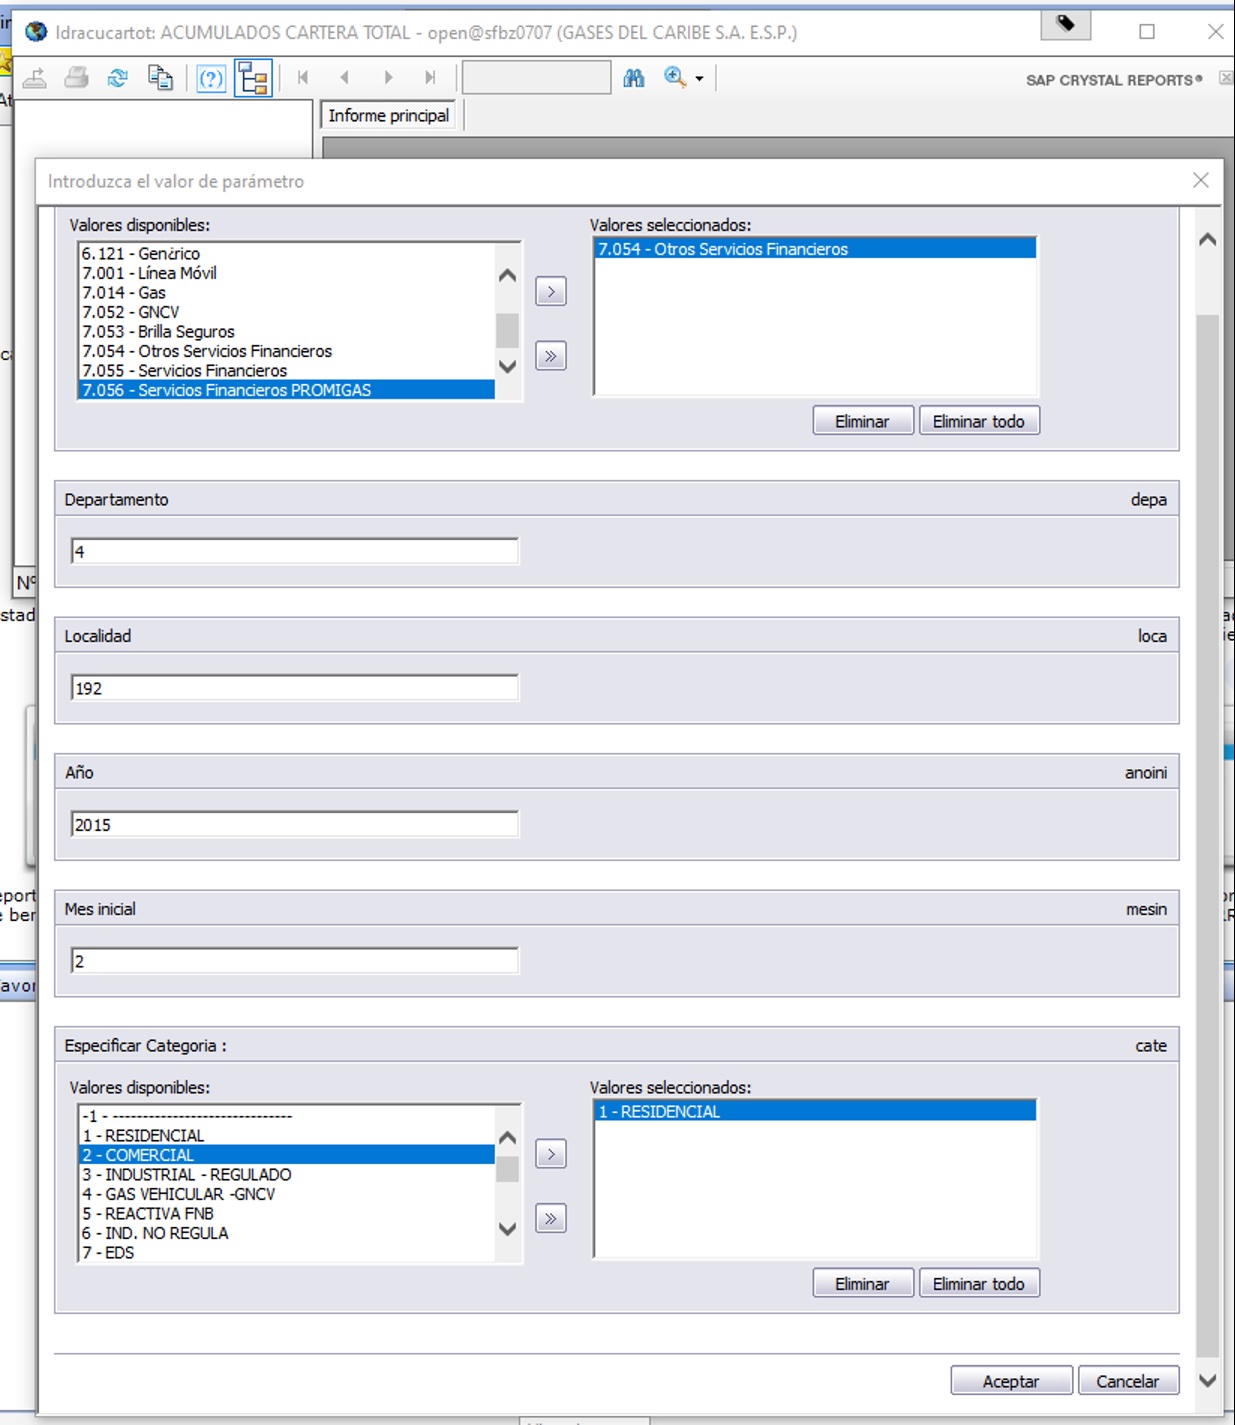 Idracucartot: ACUMULADOS CARTERA TOTAL - open@sfbz0707 (GASES DEL CARIBE S.A. E.S.P.)
SAP CRYSTAL REPORTS®
Informe principal
Introduzca el valor de parámetro
Valores disponibles:
Valores seleccionados:
6.121 - Genérico
7.001 - Línea Móvil
7.014 - Gas
7.052 - GNCV
7.053 - Brilla Seguros
7.054 - Otros Servicios Financieros
7.055 - Servicios Financieros
7.056 - Servicios Financieros PROMIGAS
7.054 - Otros Servicios Financieros
>
»
Eliminar
Eliminar todo
Departamento
depa
4
Nº
stad
Localidad
loca
192
Año
anoini
2015
Mes inicial
mesin
eport
e ber
2
avor
Especificar Categoria :
cate
Valores disponibles:
Valores seleccionados:
-1 - -------------------------------
1 - RESIDENCIAL
2 - COMERCIAL
3 - INDUSTRIAL - REGULADO
4 - GAS VEHICULAR -GNCV
5 - REACTIVA FNB
6 - IND. NO REGULA
7 - EDS
1 - RESIDENCIAL
>
»
Eliminar
Eliminar todo
Aceptar
Cancelar